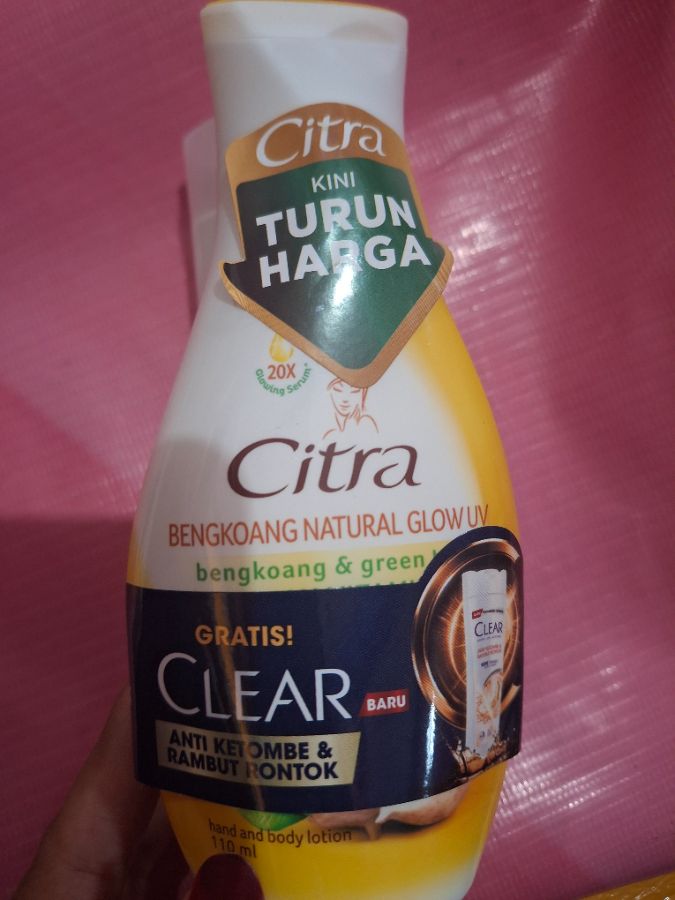 Citra
KINI
TURUN
HARGA
20X
Glowing Serum*
Citra
BENGKOANG NATURAL GLOW UV
bengkoang & green
GRATIS!
CLEAR
BARU
ANTI KETOMBE &
RAMBUT RONTOK
CLEAR
hand and body lotion
110 ml